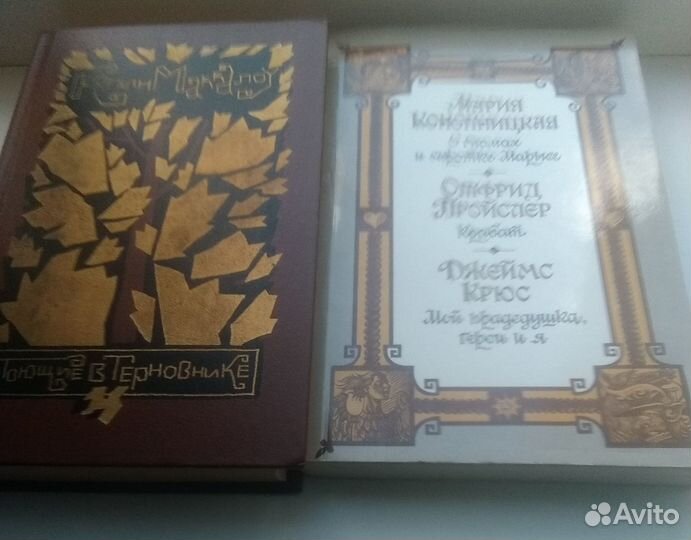 Колин Маккалоу
Поющие в Терновнике
Мария
Конопницкая
О гномах
и сиротке Марысе
Отфрид
Пройслер
Крабат
Джеймс
Крюс
Мой прадедушка,
герои и я
Avito